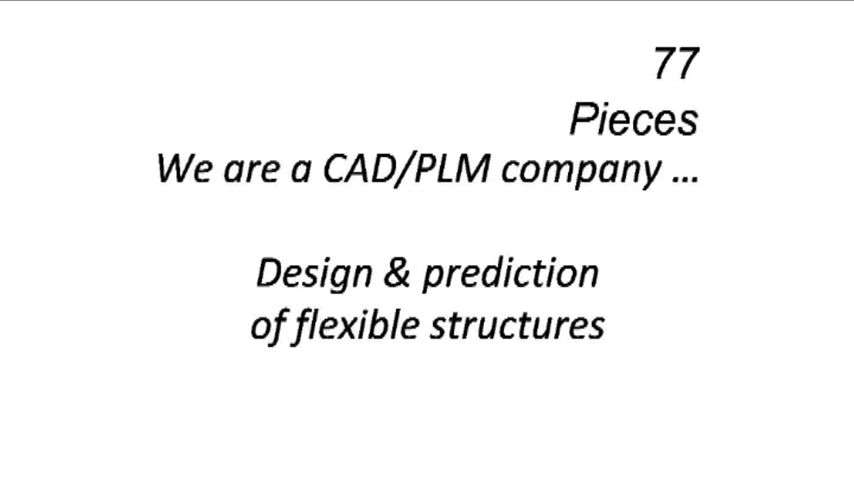 77
Pieces
We are a CAD/PLM company ...
Design & prediction
of flexible structures